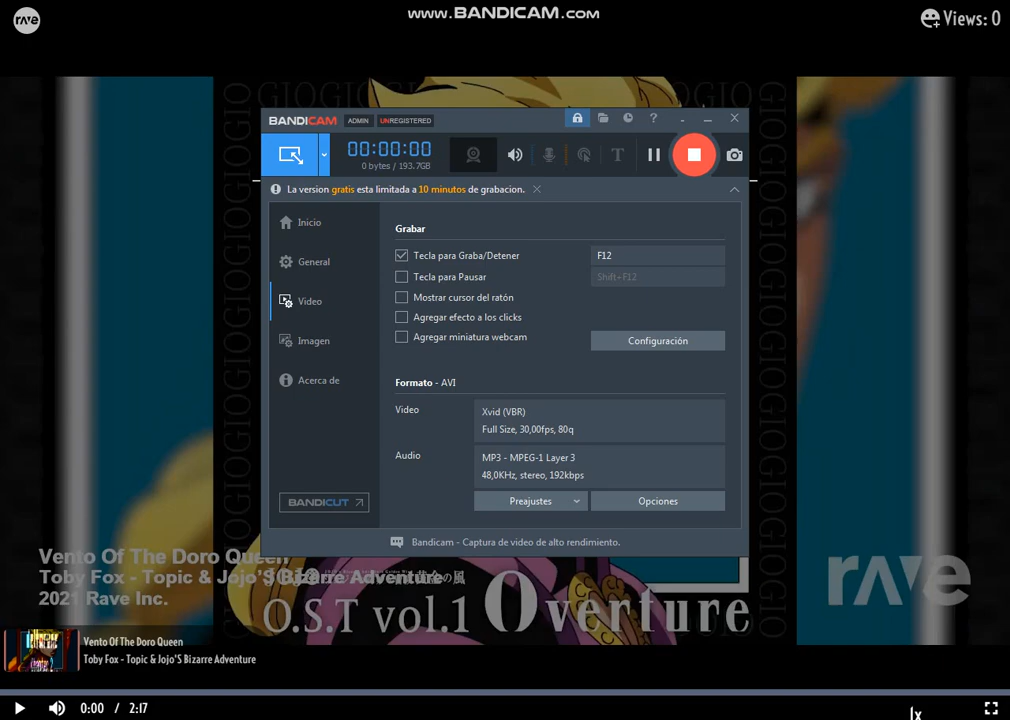 rave
www.BANDICAM.com
Views: 0
GIOGIOGIOGIO
BANDICAM ADMIN UNREGISTERED
00:00:00
0 bytes / 193.7GB
La version gratis esta limitada a 10 minutos de grabacion.
Inicio
General
Video
Imagen
Acerca de
BANDICUT
Grabar
Tecla para Graba/Detener F12
Tecla para Pausar Shift+F12
Mostrar cursor del ratón
Agregar efecto a los clicks
Agregar miniatura webcam
Configuración
Formato - AVI
Video
Xvid (VBR)
Full Size, 30,00fps, 80q
Audio
MP3 - MPEG-1 Layer 3
48,0KHz, stereo, 192kbps
Preajustes
Opciones
Bandicam - Captura de video de alto rendimiento.
Vento Of The Doro Queen
Toby Fox - Topic & Jojo'S Bizarre Adventure
2021 Rave Inc.
の風
O.S.T vol.1 Overture
rave
Vento Of The Doro Queen
Toby Fox - Topic & Jojo'S Bizarre Adventure
0:00 / 2:17
1x